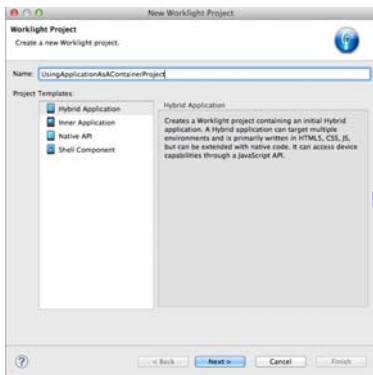 New Worklight Project
Worklight Project
Create a new Worklight project.
Name: UsingApplicationAsAContainerProject
Project Templates:
Hybrid Application
Inner Application
Native API
Shell Component
Hybrid Application
Creates a Worklight project containing an initial Hybrid
application. A Hybrid application can target multiple
environments and is primarily written in HTML5, CSS, JS,
but can be extended with native code. It can access device
capabilities through a JavaScript API.
?
< Back
Next >
Cancel
Finish